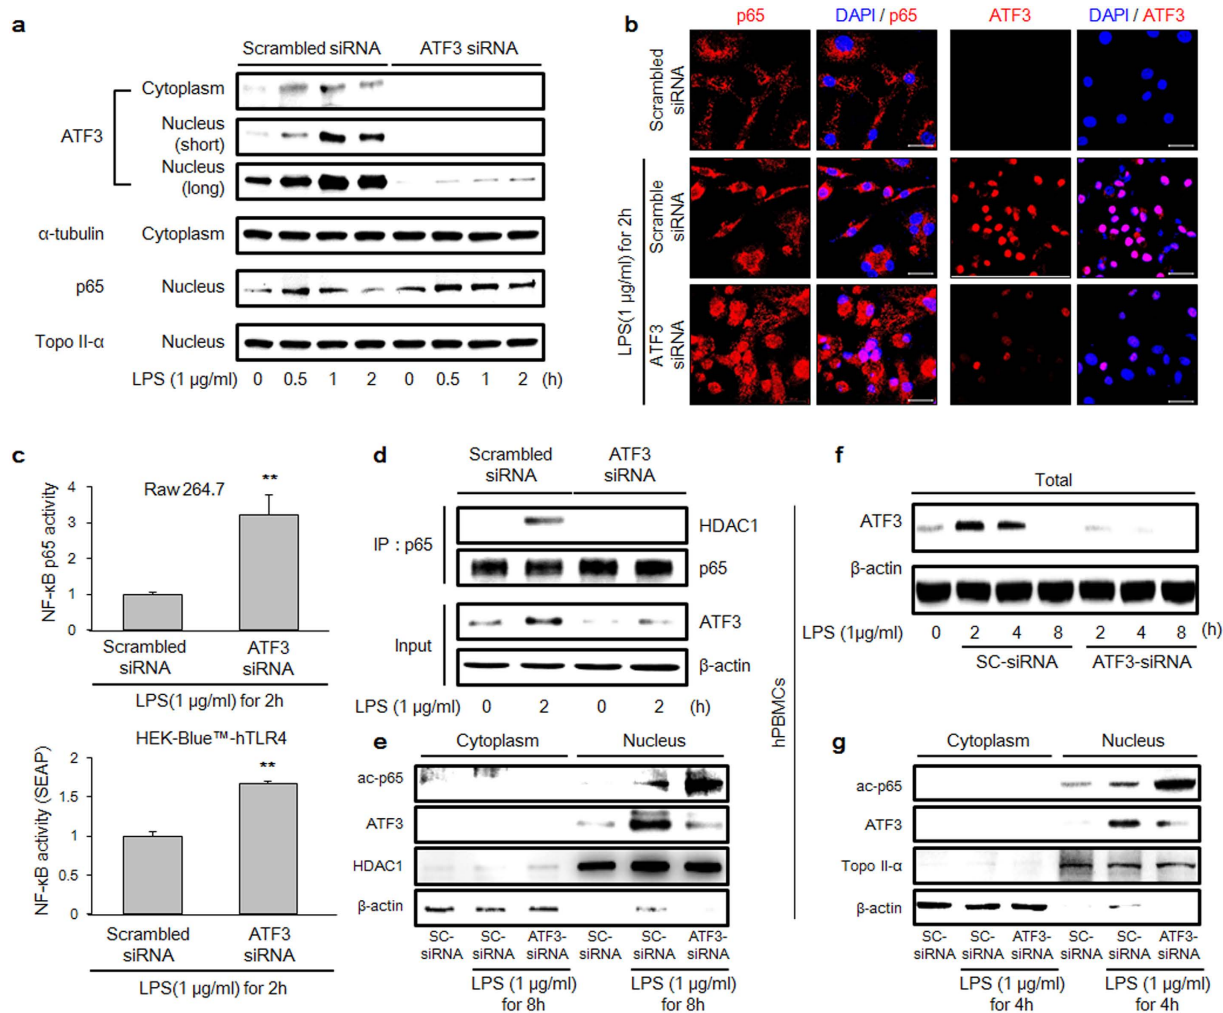 a
Scrambled siRNA ATF3 siRNA
Cytoplasm
ATF3
Nucleus
(short)
Nucleus
(long)
α-tubulin Cytoplasm
p65 Nucleus
Topo II-α Nucleus
LPS (1 μg/ml) 0 0.5 1 2 0 0.5 1 2 (h)
b
p65 DAPI / p65 ATF3 DAPI / ATF3
Scrambled
siRNA
LPS(1 μg/ml) for 2h
Scramble
siRNA
ATF3
siRNA
c
Raw 264.7
**
NF-κB p65 activity
4
3
2
1
0
Scrambled
siRNA
ATF3
siRNA
LPS(1 μg/ml) for 2h
HEK-Blue™-hTLR4
**
NF-κB activity (SEAP)
2
1.5
1
0.5
0
Scrambled
siRNA
ATF3
siRNA
LPS(1 μg/ml) for 2h
d
Scrambled
siRNA
ATF3
siRNA
IP : p65
HDAC1
p65
Input
ATF3
β-actin
LPS (1 μg/ml) 0 2 0 2 (h)
e
Cytoplasm Nucleus
ac-p65
ATF3
HDAC1
β-actin
SC-
siRNA
SC-
siRNA
ATF3-
siRNA
SC-
siRNA
SC-
siRNA
ATF3-
siRNA
LPS (1 μg/ml)
for 8h
LPS (1 μg/ml)
for 8h
hPBMCs
f
Total
ATF3
β-actin
LPS (1μg/ml) 0 2 4 8 2 4 8 (h)
SC-siRNA ATF3-siRNA
g
Cytoplasm Nucleus
ac-p65
ATF3
Topo II-α
β-actin
SC-
siRNA
SC-
siRNA
ATF3-
siRNA
SC-
siRNA
SC-
siRNA
ATF3-
siRNA
LPS (1 μg/ml)
for 4h
LPS (1 μg/ml)
for 4h